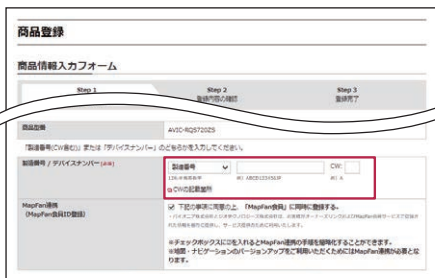 商品登録
商品情報入力フォーム
Step 1
Step 2
登録内容の確認
Step 3
登録完了
商品型番
AVIC-RQS720ZS
「製造番号(CW含む)」または「デバイスナンバー」のどちらかを入力してください。
製造番号 / デバイスナンバー
製造番号
CW:
例) ABCD123456JP
例) A
CWの記載箇所
MapFan連携
(MapFan会員ID登録)
下記の事項に同意の上、「MapFan会員」に同時に登録する。
※チェックボックスに☑を入れるとMapFan連携の手順を簡略化することができます。
※地図・ナビゲーションのバージョンアップをご利用いただくためにはMapFan連携が必要となります。